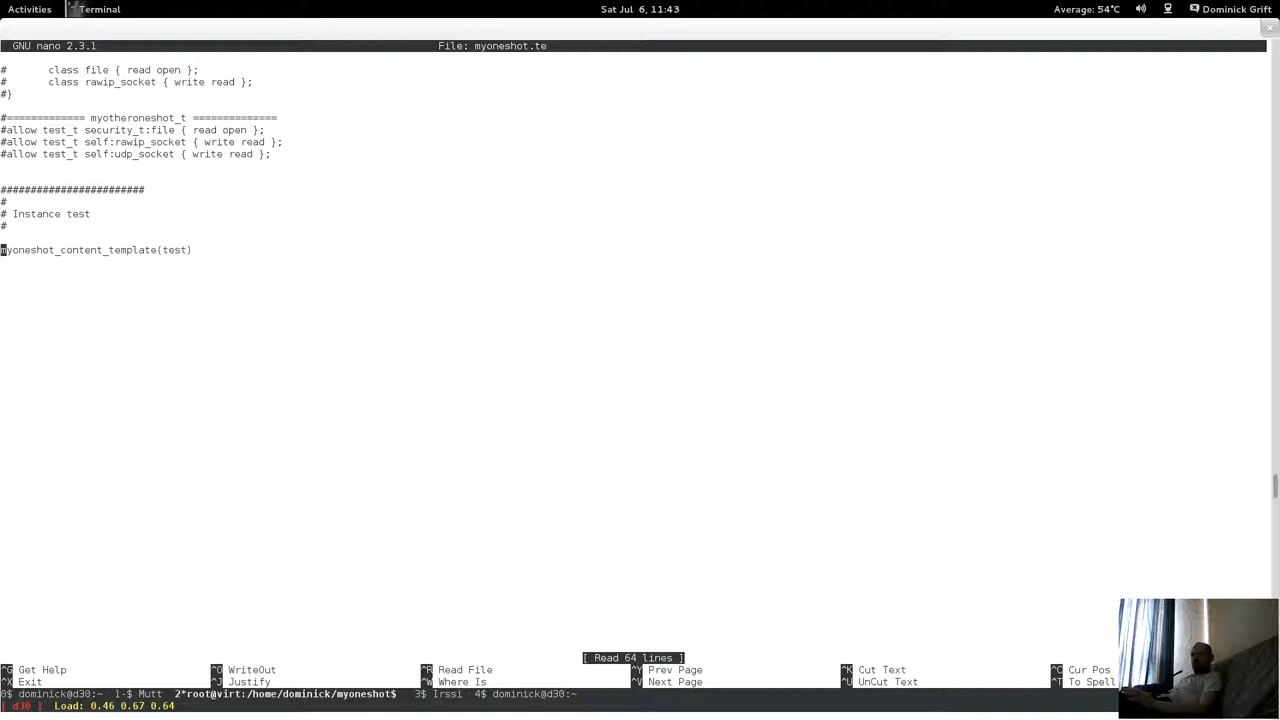 Activities Terminal Sat Jul 6, 11:43 Average: 54°C Dominick Grift
GNU nano 2.3.1 File: myoneshot.te
# class file { read open };
# class rawip_socket { write read };
#}
#============= myotheroneshot_t ==============
#allow test_t security_t:file { read open };
#allow test_t self:rawip_socket { write read };
#allow test_t self:udp_socket { write read };
########################
#
# Instance test
#
myoneshot_content_template(test)
[ Read 64 lines ]
^G Get Help ^O WriteOut ^R Read File ^Y Prev Page ^K Cut Text ^C Cur Pos
^X Exit ^J Justify ^W Where Is ^V Next Page ^U UnCut Text ^T To Spell
0$ dominick@d30:~ 1-$ Mutt 2*root@virt:/home/dominick/myoneshot$ 3$ Irssi 4$ dominick@d30:~
[ d30 ] Load: 0.46 0.67 0.64